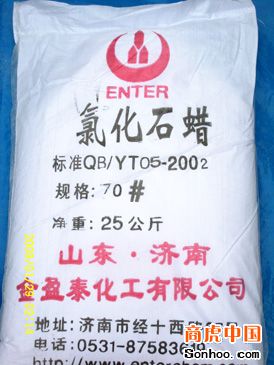 ENTER
氯化石蜡
标准QB/YT05-2002
规格: 70#
净重: 25公斤
山东·济南
盈泰化工有限公司
地址: 济南市经十西路
电话: 0531-87583619
商虎中国
Sonhoo.com